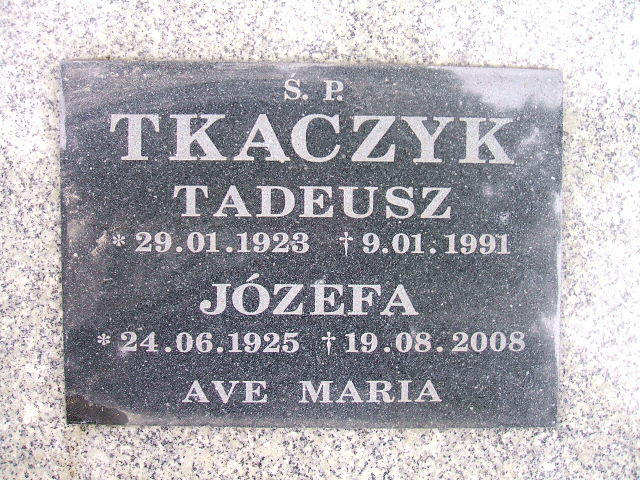 Ś. P.
TKACZYK
TADEUSZ
* 29.01.1923 † 9.01.1991
JÓZEFA
* 24.06.1925 † 19.08.2008
AVE MARIA